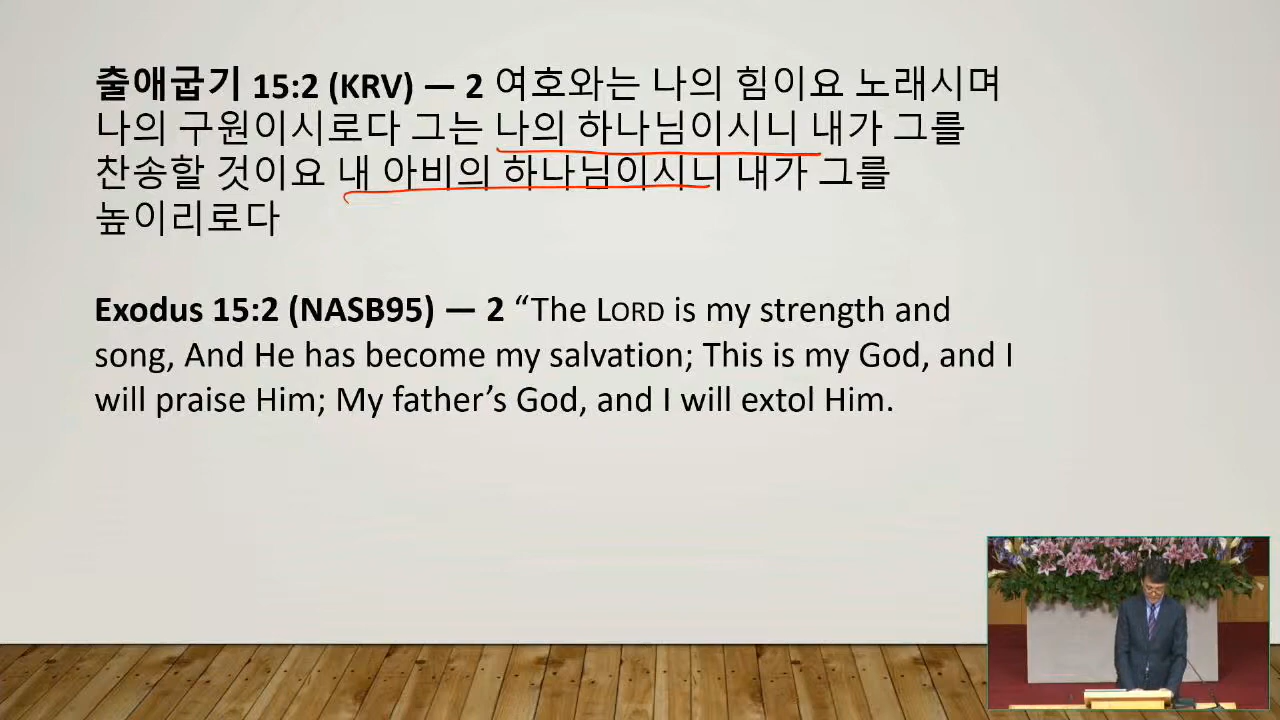 출애굽기 15:2 (KRV) — 2 여호와는 나의 힘이요 노래시며
나의 구원이시로다 그는 나의 하나님이시니 내가 그를
찬송할 것이요 내 아비의 하나님이시니 내가 그를
높이리로다
Exodus 15:2 (NASB95) — 2 “The LORD is my strength and
song, And He has become my salvation; This is my God, and I
will praise Him; My father’s God, and I will extol Him.